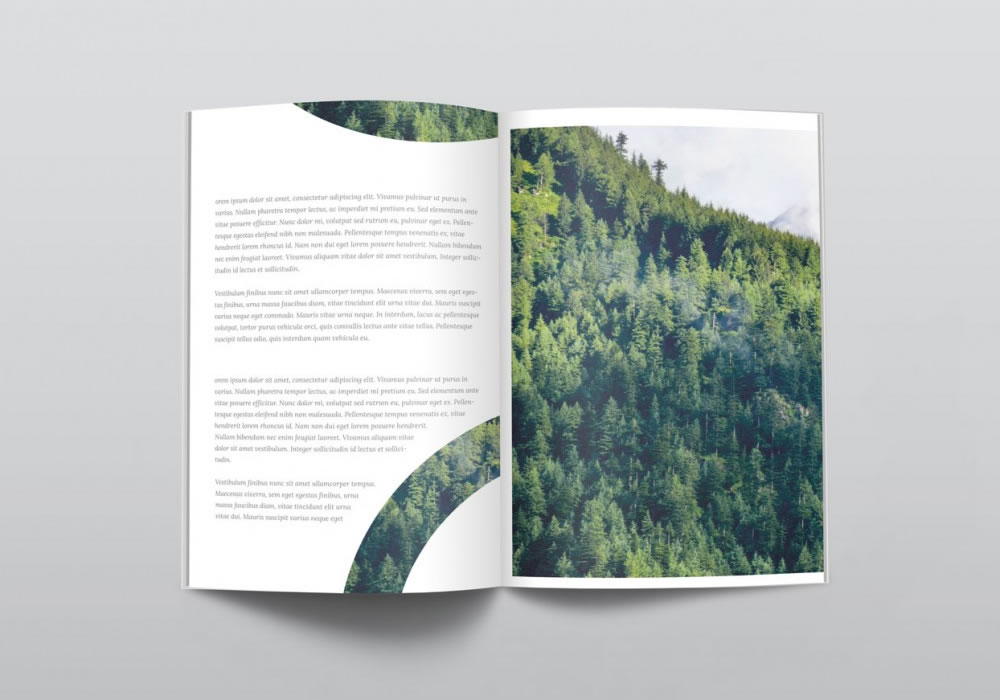 orem ipsum dolor sit amet, consectetur adipiscing elit. Vivamus pulvinar ut purus in
varius. Nullam pharetra tempor lectus, ac imperdiet mi pretium eu. Sed elementum ante
vitae posuere efficitur. Nunc dolor mi, volutpat sed rutrum eu, pulvinar eget ex. Pellen-
tesque egestas eleifend nibh non malesuada. Pellentesque tempus venenatis ex, vitae
hendrerit lorem rhoncus id. Nam non dui eget lorem posuere hendrerit. Nullam bibendum
nec enim feugiat laoreet. Vivamus aliquam vitae dolor sit amet vestibulum. Integer sollic-
itudin id lectus et sollicitudin.
Vestibulum finibus nunc sit amet ullamcorper tempus. Maecenas viverra, sem eget eges-
tas finibus, urna massa faucibus diam, vitae tincidunt elit urna vitae dui. Mauris suscipit
varius neque eget commodo. Mauris vitae urna neque. In interdum, lacus ac pellentesque
volutpat, tortor purus vehicula orci, quis convallis lectus ante vitae tellus. Pellentesque
suscipit tellus odio, quis interdum quam vehicula eu.
orem ipsum dolor sit amet, consectetur adipiscing elit. Vivamus pulvinar ut purus in
varius. Nullam pharetra tempor lectus, ac imperdiet mi pretium eu. Sed elementum ante
vitae posuere efficitur. Nunc dolor mi, volutpat sed rutrum eu, pulvinar eget ex. Pellen-
tesque egestas eleifend nibh non malesuada. Pellentesque tempus venenatis ex, vitae
hendrerit lorem rhoncus id. Nam non dui eget lorem posuere hendrerit.
Nullam bibendum nec enim feugiat laoreet. Vivamus aliquam vitae
dolor sit amet vestibulum. Integer sollicitudin id lectus et sollici-
tudin.
Vestibulum finibus nunc sit amet ullamcorper tempus.
Maecenas viverra, sem eget egestas finibus, urna
massa faucibus diam, vitae tincidunt elit urna
vitae dui. Mauris suscipit varius neque eget